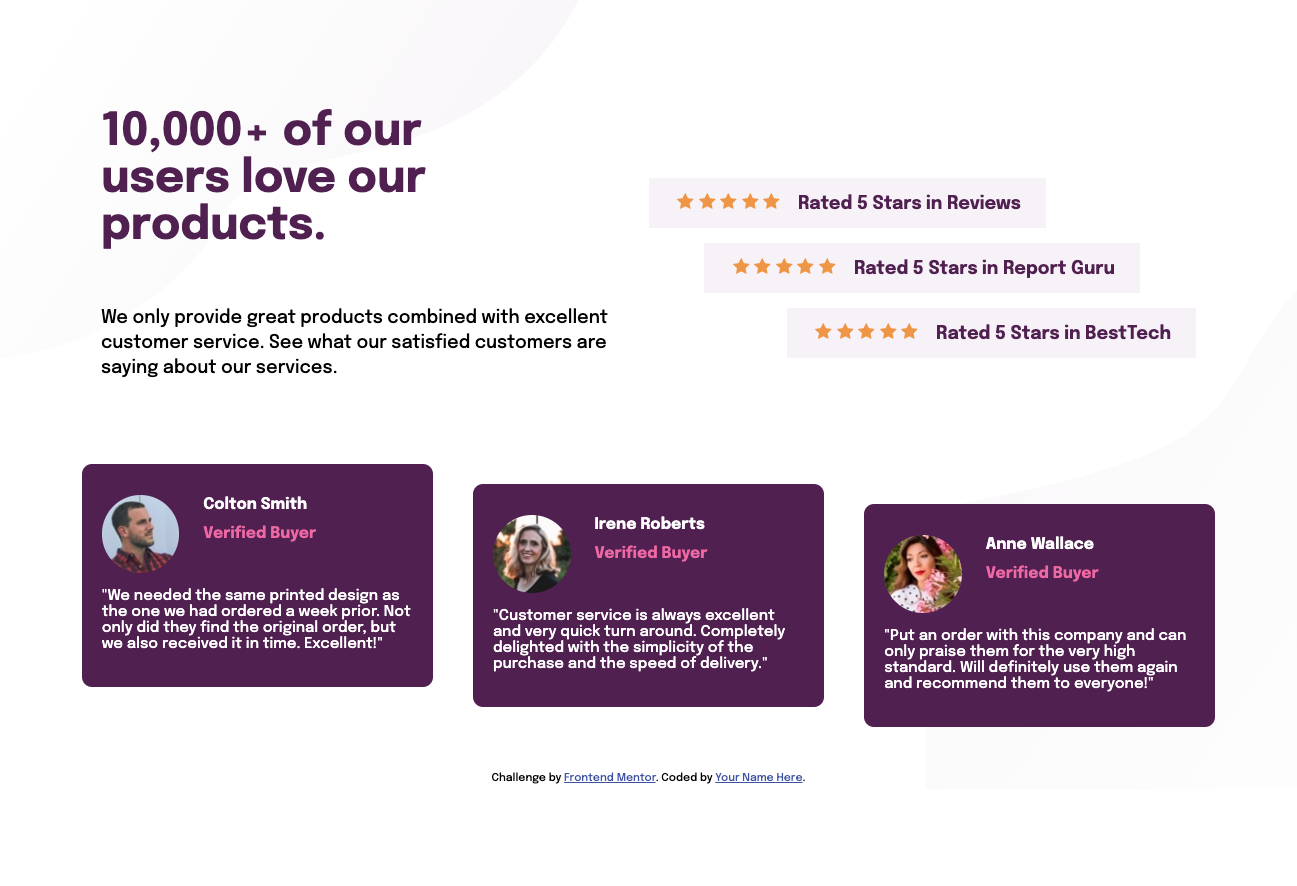 10,000+ of our
users love our
products.
We only provide great products combined with excellent
customer service. See what our satisfied customers are
saying about our services.
Rated 5 Stars in Reviews
Rated 5 Stars in Report Guru
Rated 5 Stars in BestTech
Colton Smith
Verified Buyer
"We needed the same printed design as
the one we had ordered a week prior. Not
only did they find the original order, but
we also received it in time. Excellent!"
Irene Roberts
Verified Buyer
"Customer service is always excellent
and very quick turn around. Completely
delighted with the simplicity of the
purchase and the speed of delivery."
Anne Wallace
Verified Buyer
"Put an order with this company and can
only praise them for the very high
standard. Will definitely use them again
and recommend them to everyone!"
Challenge by Frontend Mentor. Coded by Your Name Here.